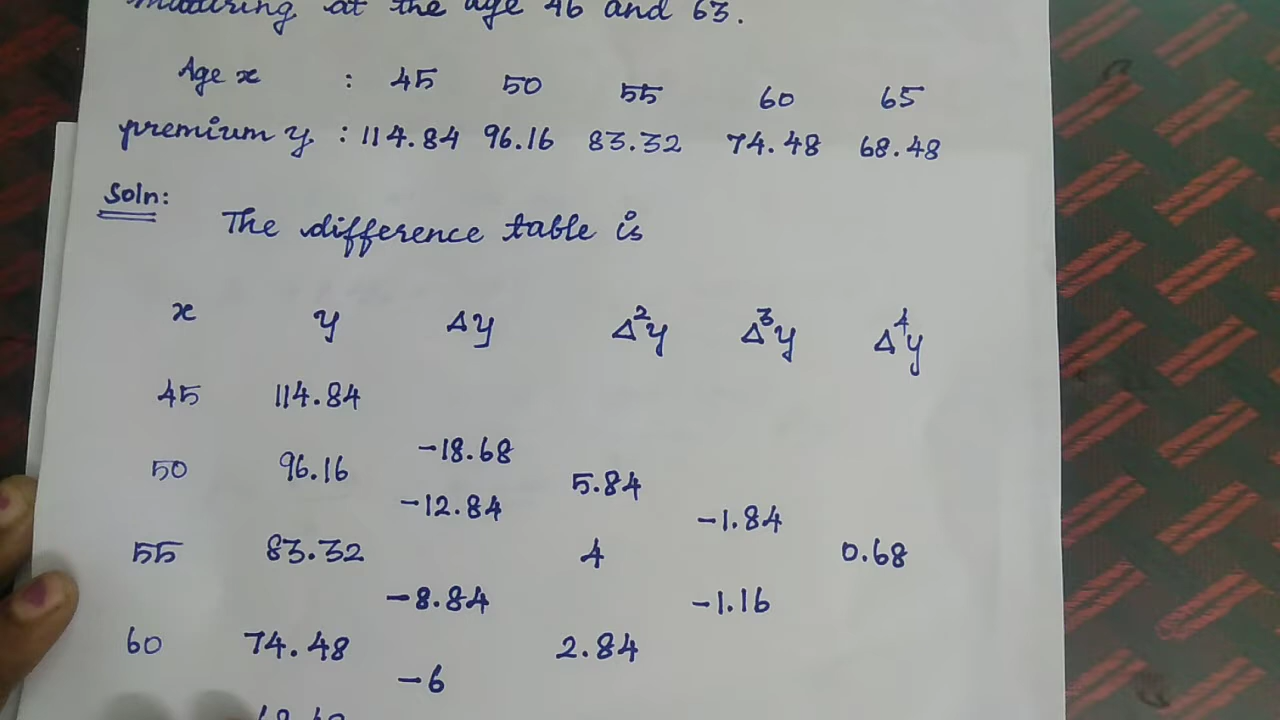 maturing at the age 46 and 63.
Age x : 45 50 55 60 65
premium y : 114.84 96.16 83.32 74.48 68.48
Soln:
The difference table is
x y Δy Δ²y Δ³y Δ⁴y
45 114.84
-18.68
50 96.16 5.84
-12.84 -1.84
55 83.32 4 0.68
-8.84 -1.16
60 74.48 2.84
-6